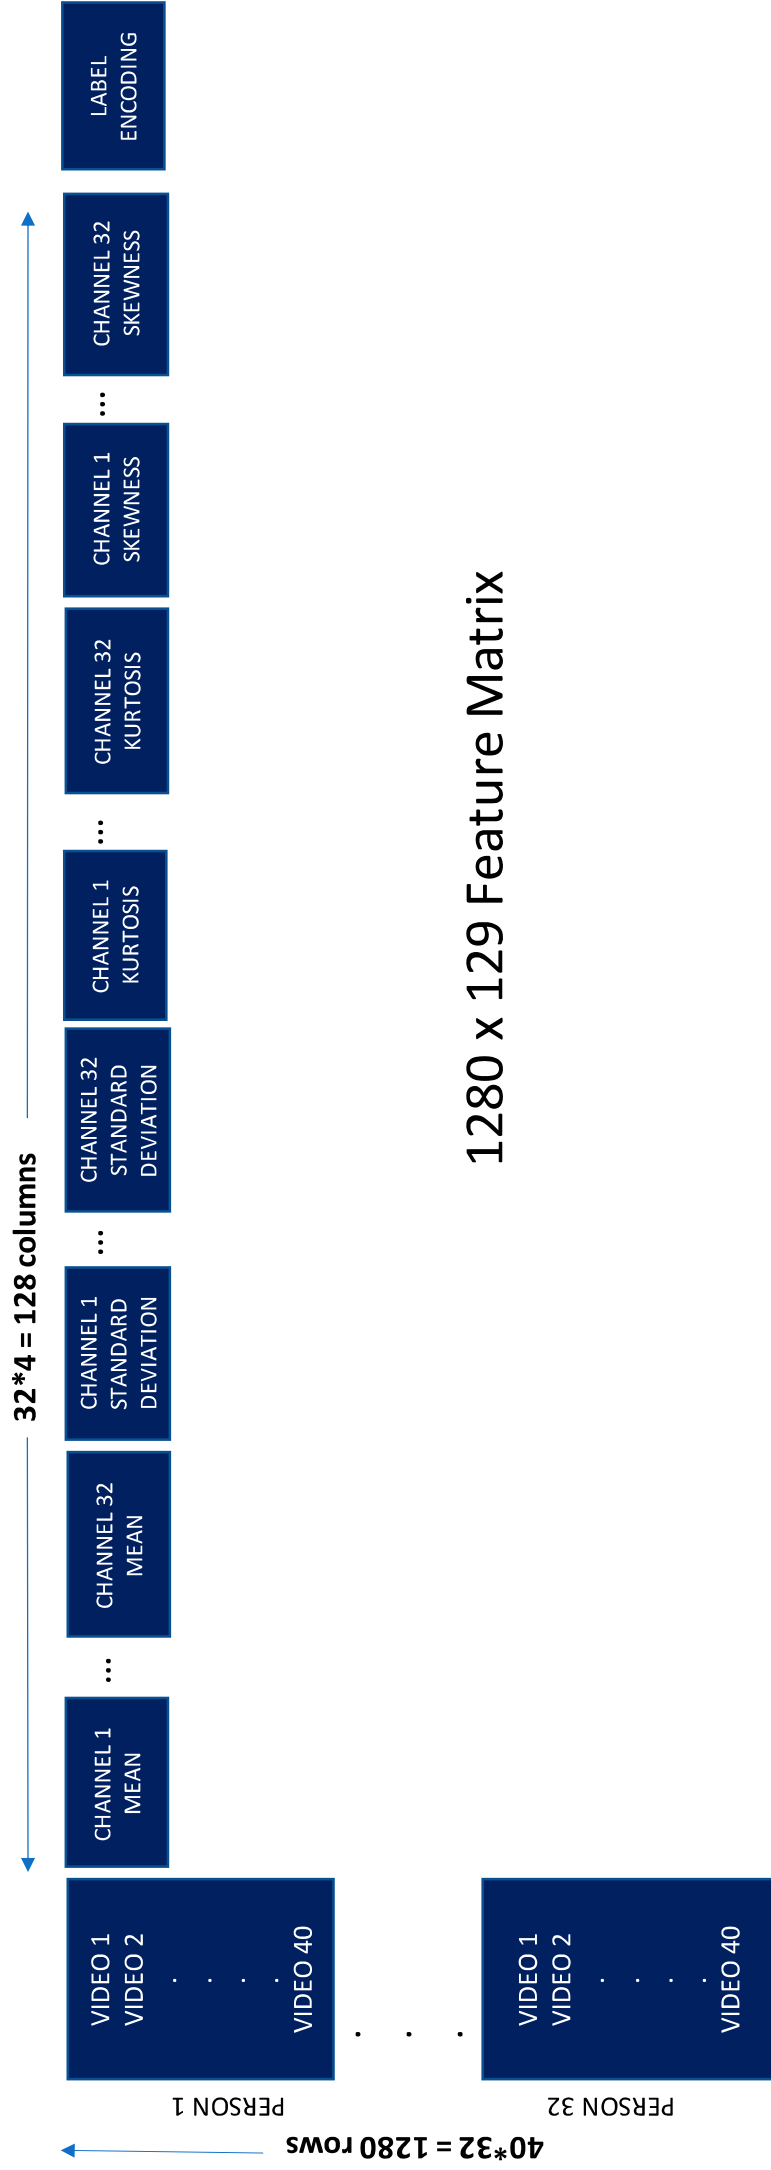 32*4 = 128 columns
CHANNEL 1
MEAN
...
CHANNEL 32
MEAN
CHANNEL 1
STANDARD
DEVIATION
...
CHANNEL 32
STANDARD
DEVIATION
CHANNEL 1
KURTOSIS
...
CHANNEL 32
KURTOSIS
CHANNEL 1
SKEWNESS
...
CHANNEL 32
SKEWNESS
LABEL
ENCODING
40*32 = 1280 rows
PERSON 1
VIDEO 1
VIDEO 2
.
.
.
.
VIDEO 40
.
.
.
PERSON 32
VIDEO 1
VIDEO 2
.
.
.
.
VIDEO 40
1280 x 129 Feature Matrix